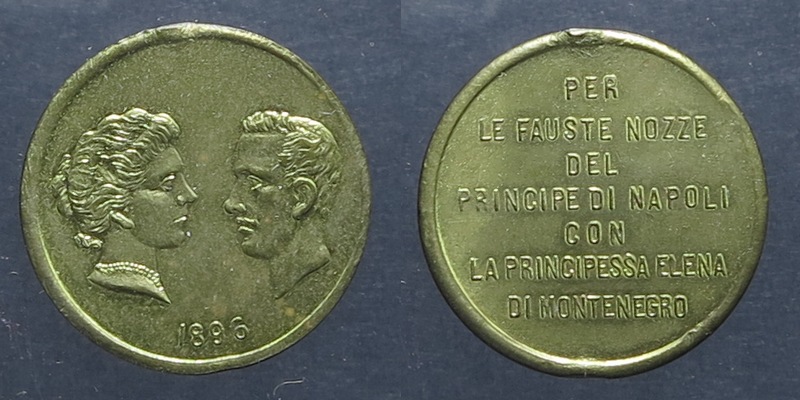 1896
PER
LE FAUSTE NOZZE
DEL
PRINCIPE DI NAPOLI
CON
LA PRINCIPESSA ELENA
DI MONTENEGRO